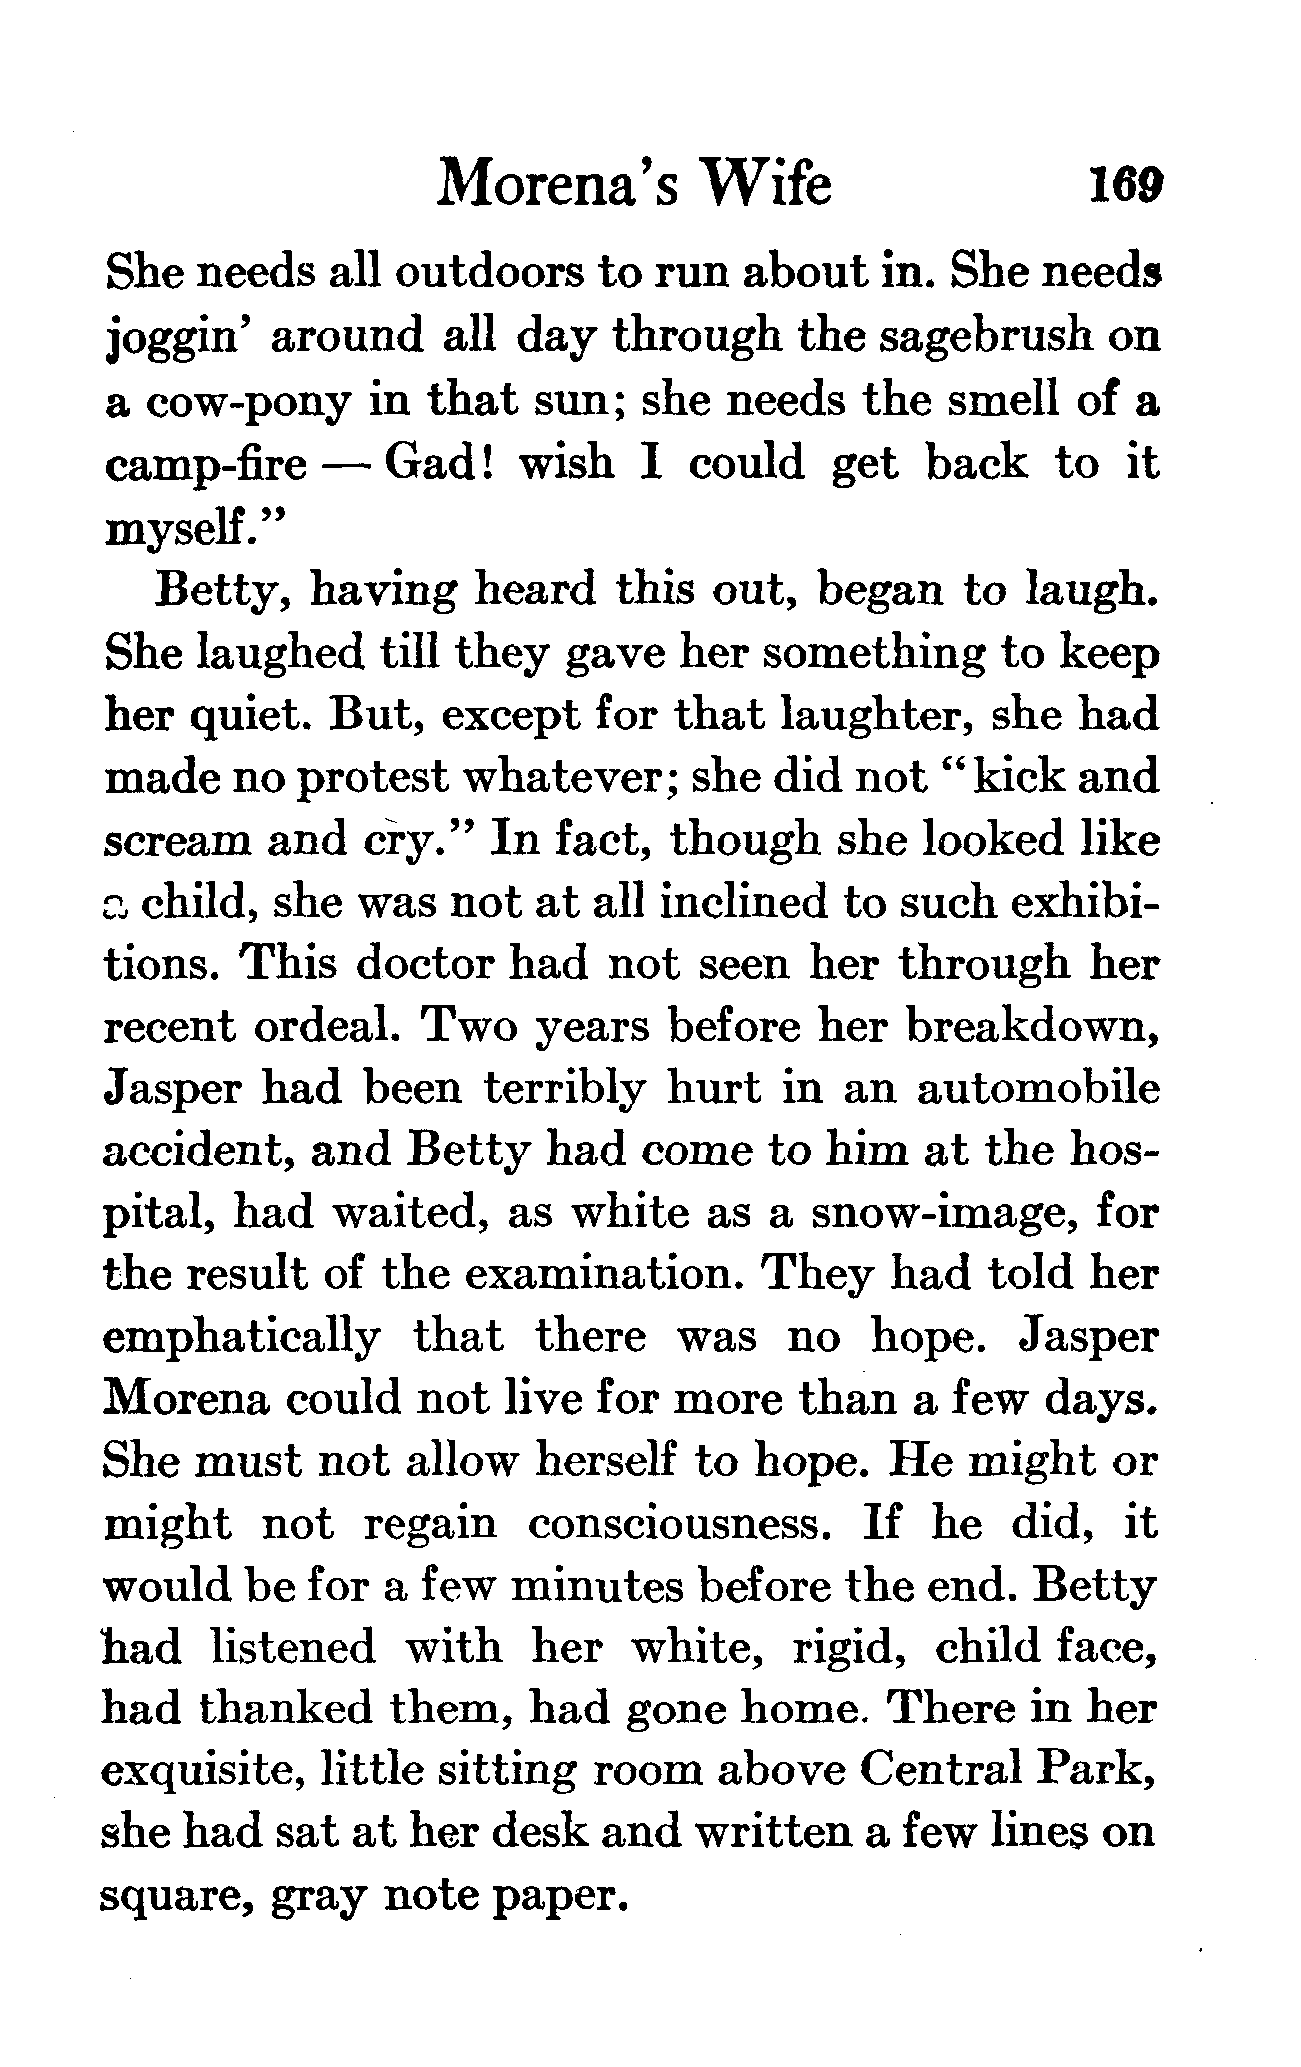 Morena's Wife 169
She needs all outdoors to run about in. She needs
joggin' around all day through the sagebrush on
a cow-pony in that sun; she needs the smell of a
camp-fire — Gad! wish I could get back to it
myself."
Betty, having heard this out, began to laugh.
She laughed till they gave her something to keep
her quiet. But, except for that laughter, she had
made no protest whatever; she did not "kick and
scream and cry." In fact, though she looked like
a child, she was not at all inclined to such exhibi-
tions. This doctor had not seen her through her
recent ordeal. Two years before her breakdown,
Jasper had been terribly hurt in an automobile
accident, and Betty had come to him at the hos-
pital, had waited, as white as a snow-image, for
the result of the examination. They had told her
emphatically that there was no hope. Jasper
Morena could not live for more than a few days.
She must not allow herself to hope. He might or
might not regain consciousness. If he did, it
would be for a few minutes before the end. Betty
had listened with her white, rigid, child face,
had thanked them, had gone home. There in her
exquisite, little sitting room above Central Park,
she had sat at her desk and written a few lines on
square, gray note paper.